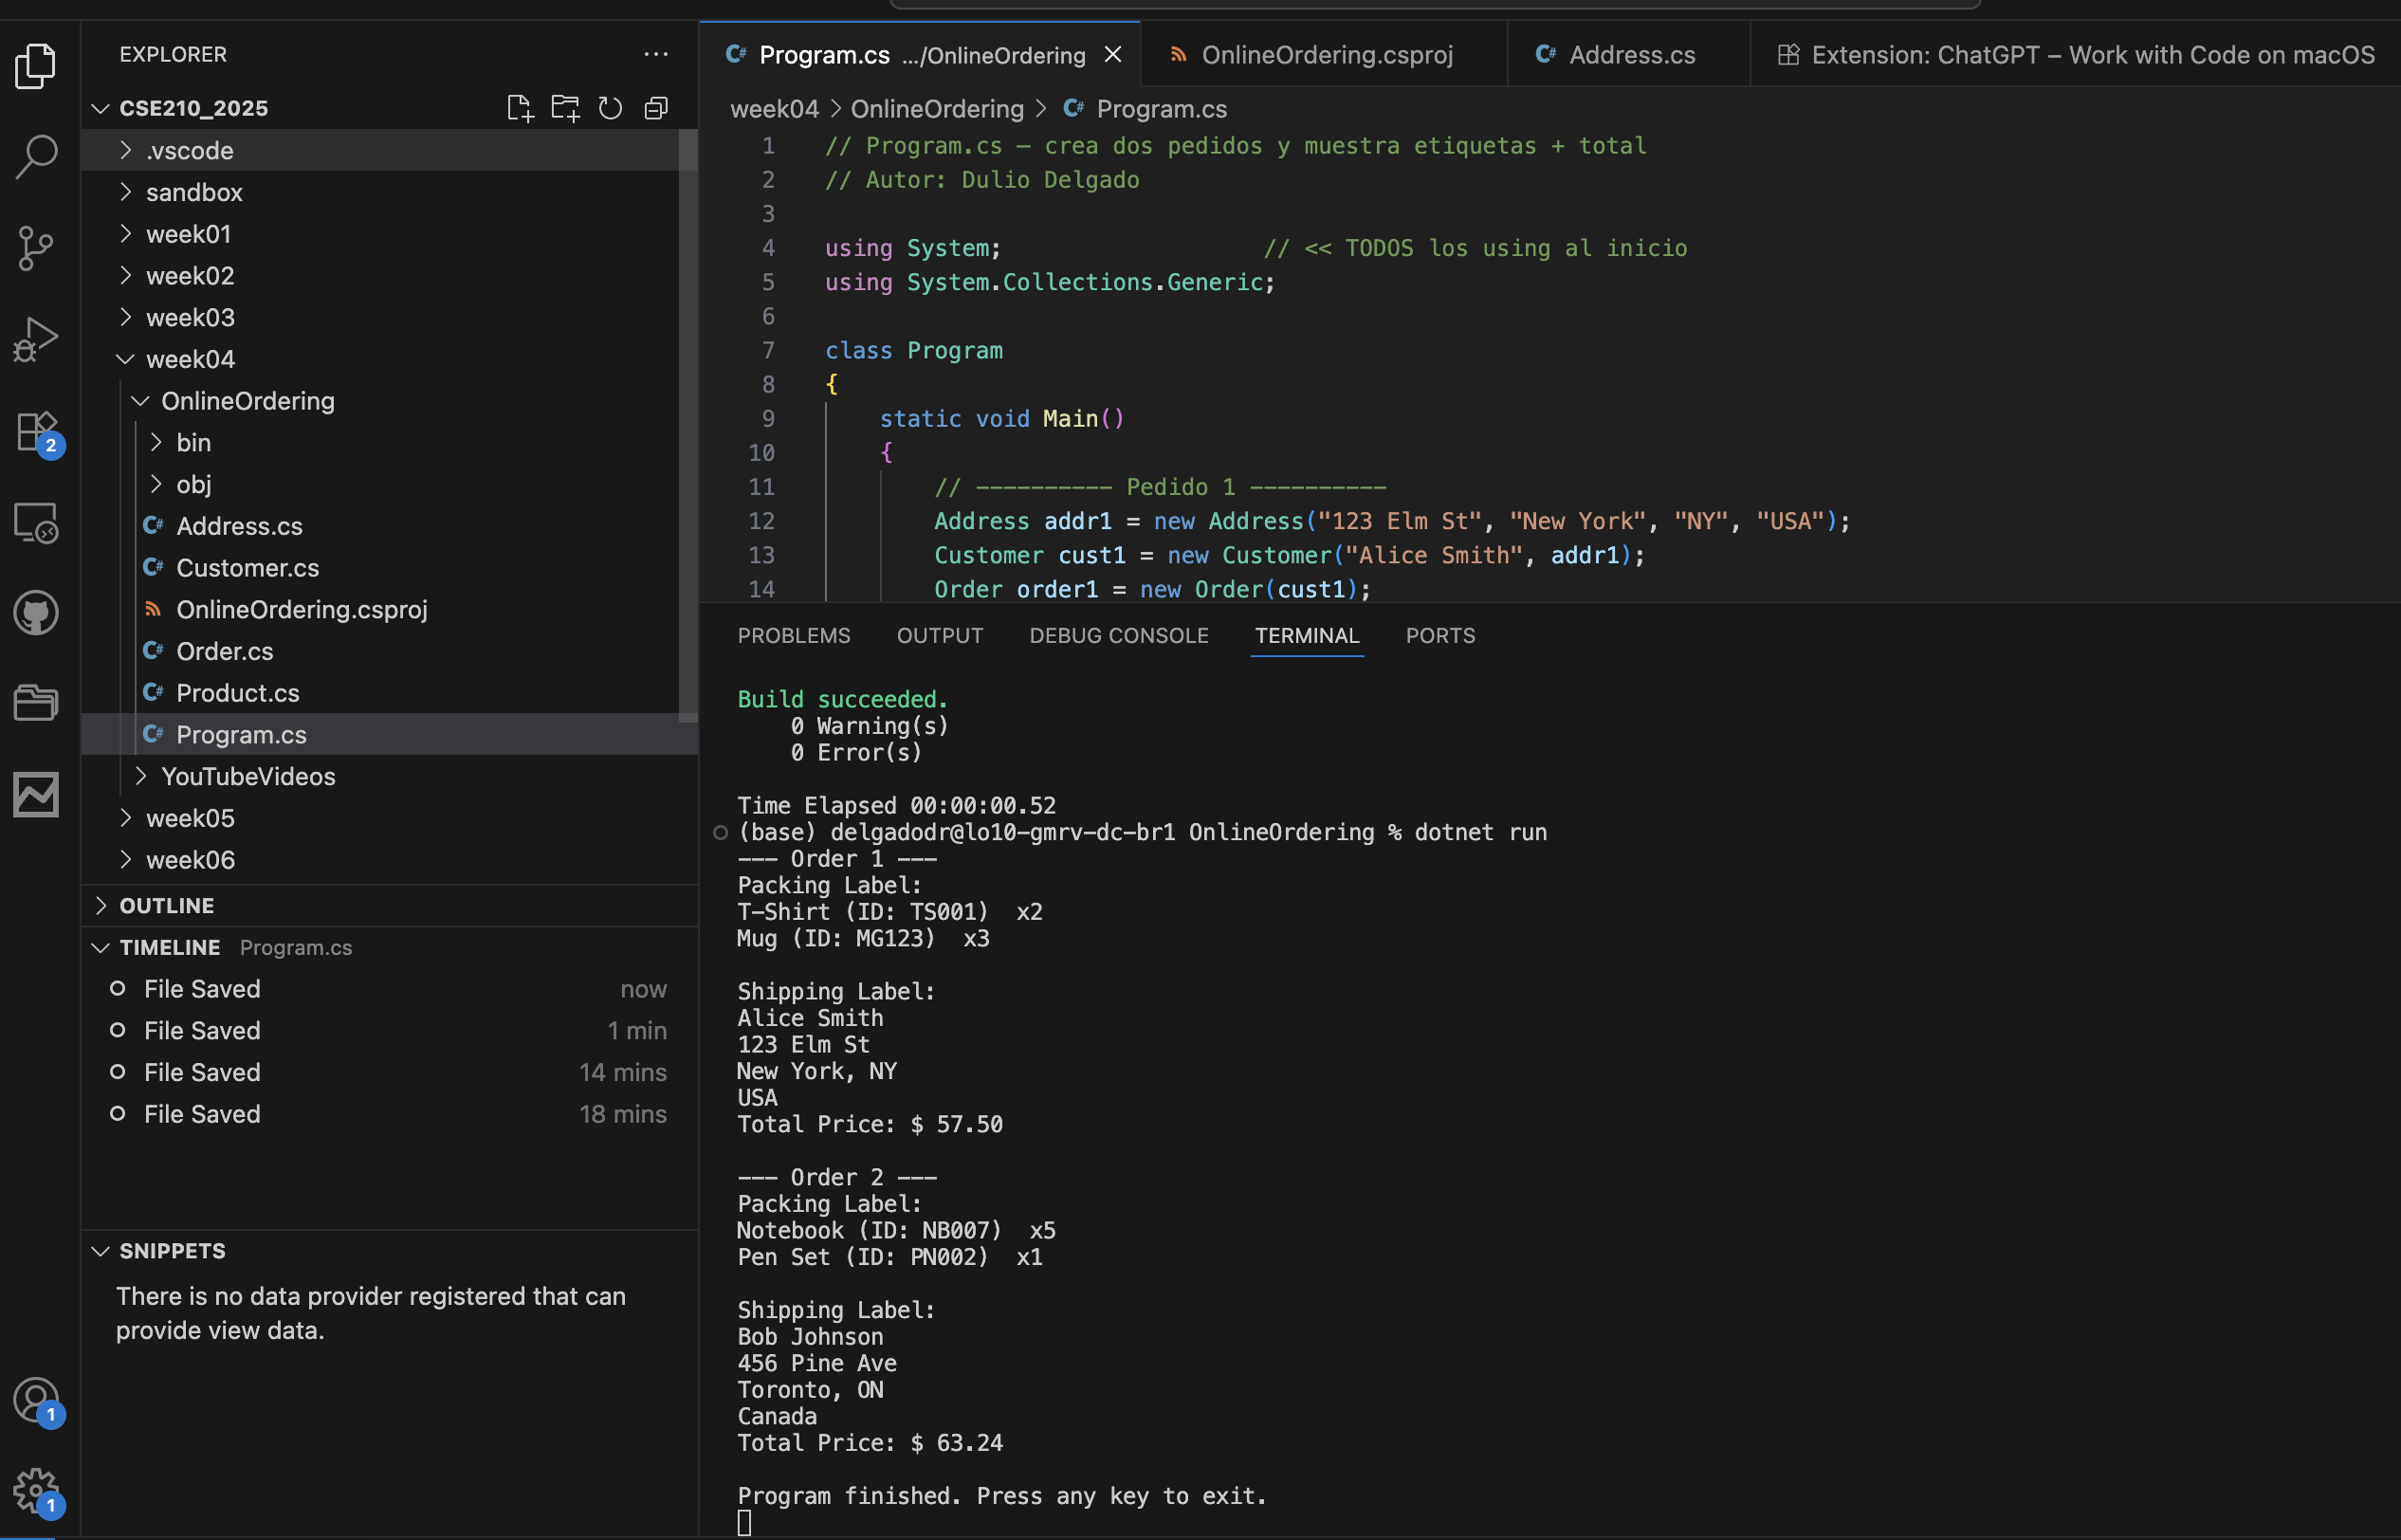 EXPLORER
CSE210_2025
.vscode
sandbox
week01
week02
week03
week04
OnlineOrdering
bin
obj
C# Address.cs
C# Customer.cs
OnlineOrdering.csproj
C# Order.cs
C# Product.cs
C# Program.cs
YouTubeVideos
week05
week06
OUTLINE
TIMELINE Program.cs
File Saved now
File Saved 1 min
File Saved 14 mins
File Saved 18 mins
SNIPPETS
There is no data provider registered that can
provide view data.
2
1
1
C# Program.cs .../OnlineOrdering
OnlineOrdering.csproj
C# Address.cs
Extension: ChatGPT – Work with Code on macOS
week04 > OnlineOrdering > C# Program.cs
1 // Program.cs – crea dos pedidos y muestra etiquetas + total
2 // Autor: Dulio Delgado
3
4 using System; // << TODOS los using al inicio
5 using System.Collections.Generic;
6
7 class Program
8 {
9 static void Main()
10 {
11 // ---------- Pedido 1 ----------
12 Address addr1 = new Address("123 Elm St", "New York", "NY", "USA");
13 Customer cust1 = new Customer("Alice Smith", addr1);
14 Order order1 = new Order(cust1);
PROBLEMS OUTPUT DEBUG CONSOLE TERMINAL PORTS
Build succeeded.
0 Warning(s)
0 Error(s)
Time Elapsed 00:00:00.52
(base) delgadodr@lo10-gmrv-dc-br1 OnlineOrdering % dotnet run
--- Order 1 ---
Packing Label:
T-Shirt (ID: TS001) x2
Mug (ID: MG123) x3
Shipping Label:
Alice Smith
123 Elm St
New York, NY
USA
Total Price: $ 57.50
--- Order 2 ---
Packing Label:
Notebook (ID: NB007) x5
Pen Set (ID: PN002) x1
Shipping Label:
Bob Johnson
456 Pine Ave
Toronto, ON
Canada
Total Price: $ 63.24
Program finished. Press any key to exit.